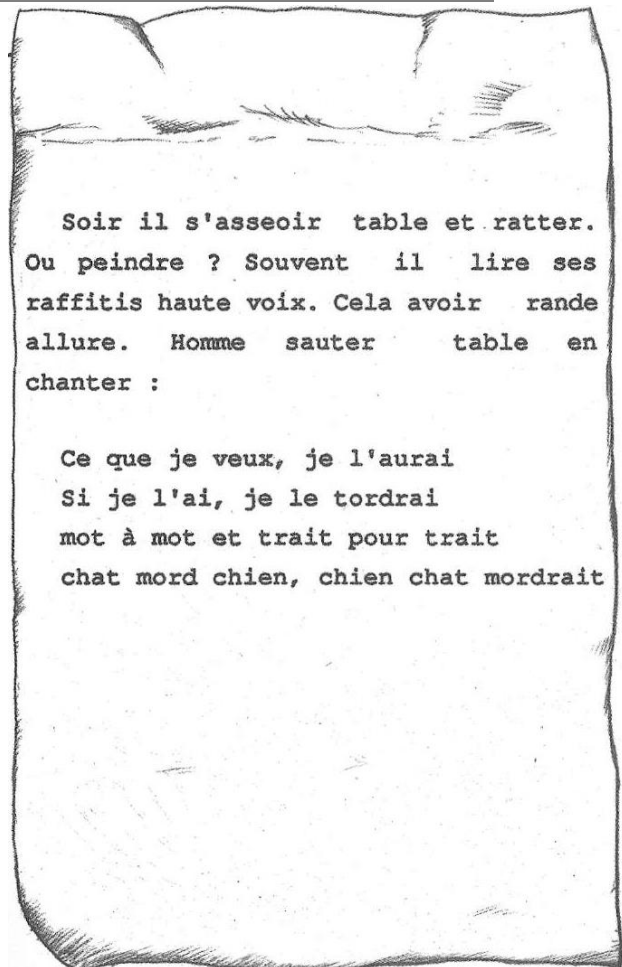 Soir il s'asseoir table et ratter.
Ou peindre ? Souvent il lire ses
raffitis haute voix. Cela avoir rande
allure. Homme sauter table en
chanter :
Ce que je veux, je l'aurai
Si je l'ai, je le tordrai
mot à mot et trait pour trait
chat mord chien, chien chat mordrait